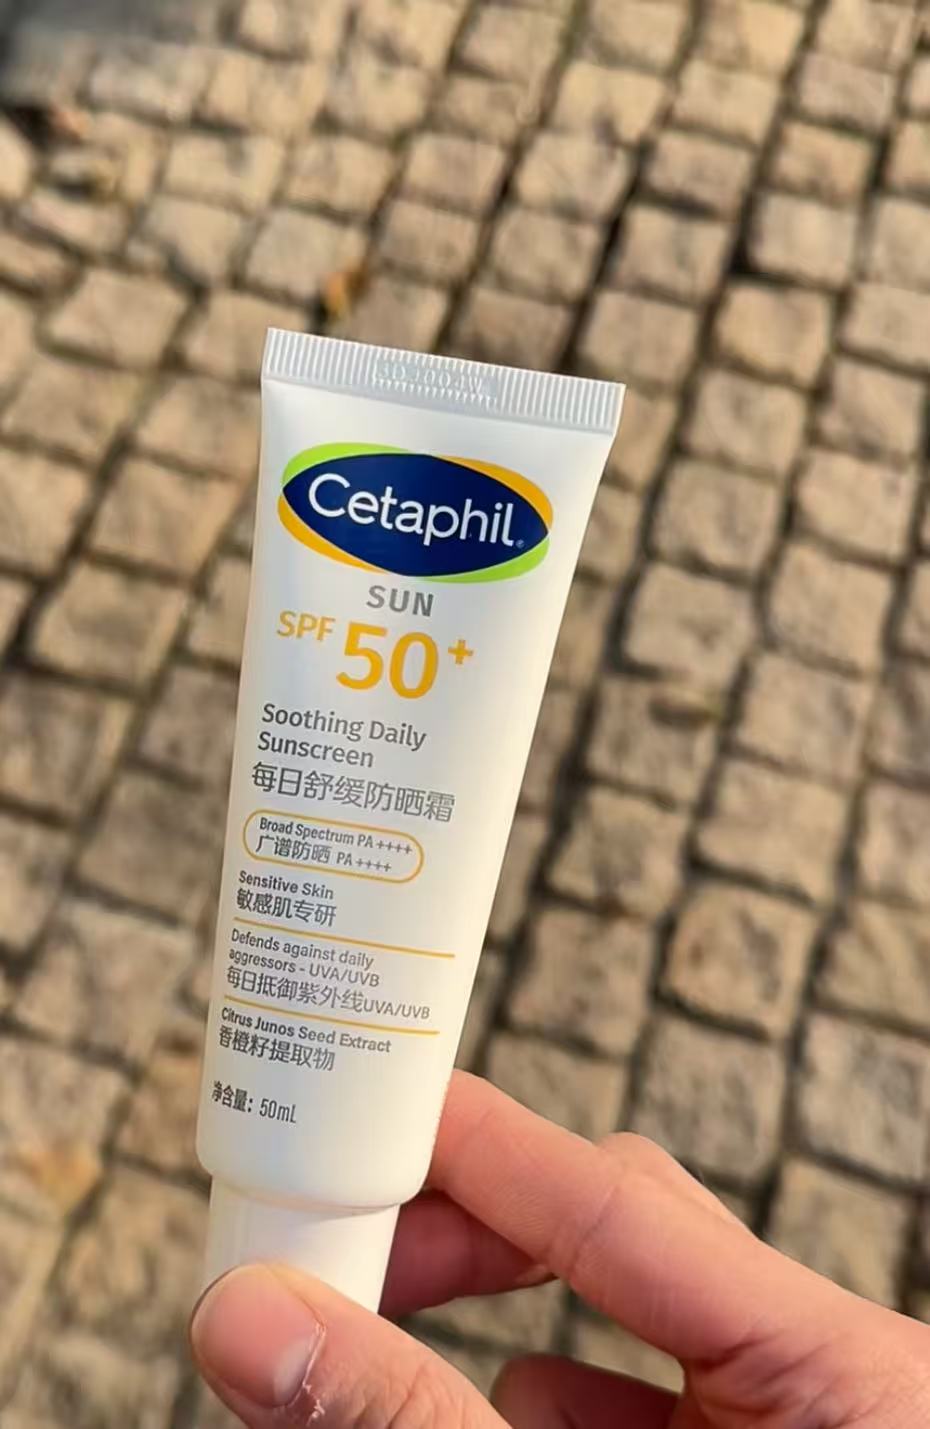 Cetaphil®
SUN
SPF 50+
Soothing Daily
Sunscreen
每日舒缓防晒霜
Broad Spectrum PA++++
广谱防晒 PA++++
Sensitive Skin
敏感肌专研
Defends against daily
aggressors - UVA/UVB
每日抵御紫外线UVA/UVB
Citrus Junos Seed Extract
香橙籽提取物
净含量：50mL